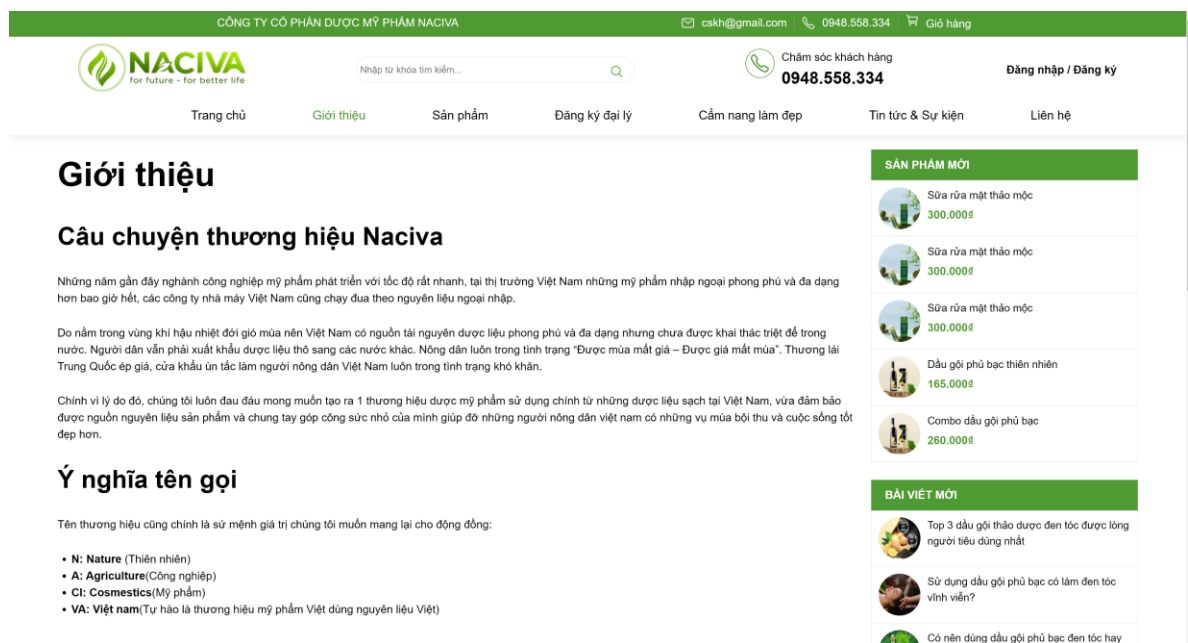 CÔNG TY CỔ PHẦN DƯỢC MỸ PHẨM NACIVA
cskh@gmail.com
0948.558.334
Giỏ hàng
NACIVA
for future - for better life
Nhập từ khóa tìm kiếm...
Chăm sóc khách hàng
0948.558.334
Đăng nhập / Đăng ký
Trang chủ
Giới thiệu
Sản phẩm
Đăng ký đại lý
Cẩm nang làm đẹp
Tin tức & Sự kiện
Liên hệ
Giới thiệu
Câu chuyện thương hiệu Naciva
Những năm gần đây nghành công nghiệp mỹ phẩm phát triển với tốc độ rất nhanh, tại thị trường Việt Nam những mỹ phẩm nhập ngoại phong phú và đa dạng
hơn bao giờ hết, các công ty nhà máy Việt Nam cũng chạy đua theo nguyên liệu ngoại nhập.
Do nằm trong vùng khí hậu nhiệt đới gió mùa nên Việt Nam có nguồn tài nguyên dược liệu phong phú và đa dạng nhưng chưa được khai thác triệt để trong
nước. Người dân vẫn phải xuất khẩu dược liệu thô sang các nước khác. Nông dân luôn trong tình trạng “Được mùa mất giá – Được giá mất mùa”. Thương lái
Trung Quốc ép giá, cửa khẩu ùn tắc làm người nông dân Việt Nam luôn trong tình trạng khó khăn.
Chính vì lý do đó, chúng tôi luôn đau đáu mong muốn tạo ra 1 thương hiệu dược mỹ phẩm sử dụng chính từ những dược liệu sạch tại Việt Nam, vừa đảm bảo
được nguồn nguyên liệu sản phẩm và chung tay góp công sức nhỏ của mình giúp đỡ những người nông dân việt nam có những vụ mùa bội thu và cuộc sống tốt
đẹp hơn.
Ý nghĩa tên gọi
Tên thương hiệu cũng chính là sứ mệnh giá trị chúng tôi muốn mang lại cho động đồng:
• N: Nature (Thiên nhiên)
• A: Agriculture(Công nghiệp)
• CI: Cosmestics(Mỹ phẩm)
• VA: Việt nam(Tự hào là thương hiệu mỹ phẩm Việt dùng nguyên liệu Việt)
SẢN PHẨM MỚI
Sữa rửa mặt thảo mộc
300.000₫
Sữa rửa mặt thảo mộc
300.000₫
Sữa rửa mặt thảo mộc
300.000₫
Dầu gội phủ bạc thiên nhiên
165.000₫
Combo dầu gội phủ bạc
260.000₫
BÀI VIẾT MỚI
Top 3 dầu gội thảo dược đen tóc được lòng
người tiêu dùng nhất
Sử dụng dầu gội phủ bạc có làm đen tóc
vĩnh viễn?
Có nên dùng dầu gội phủ bạc đen tóc hay